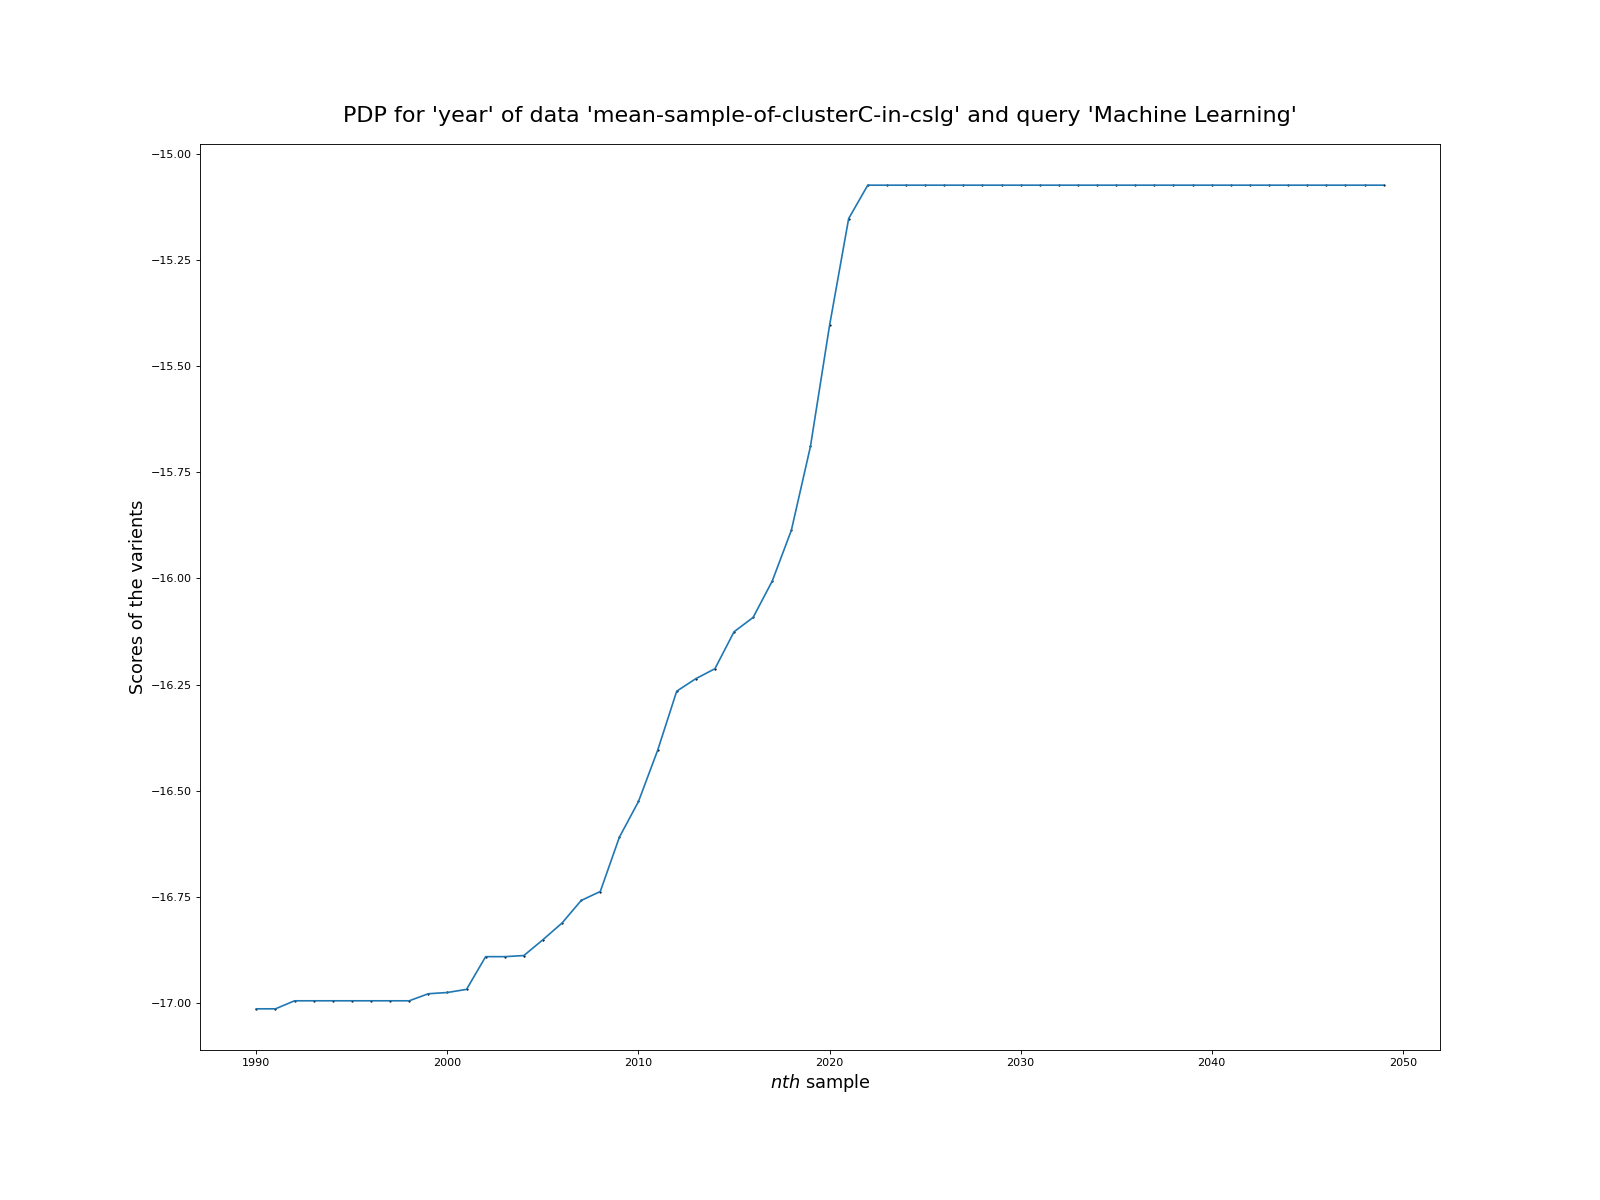 PDP for 'year' of data 'mean-sample-of-clusterC-in-cslg' and query 'Machine Learning'
−15.00
−15.25
−15.50
−15.75
−16.00
−16.25
−16.50
−16.75
−17.00
Scores of the varients
1990 2000 2010 2020 2030 2040 2050
nth sample